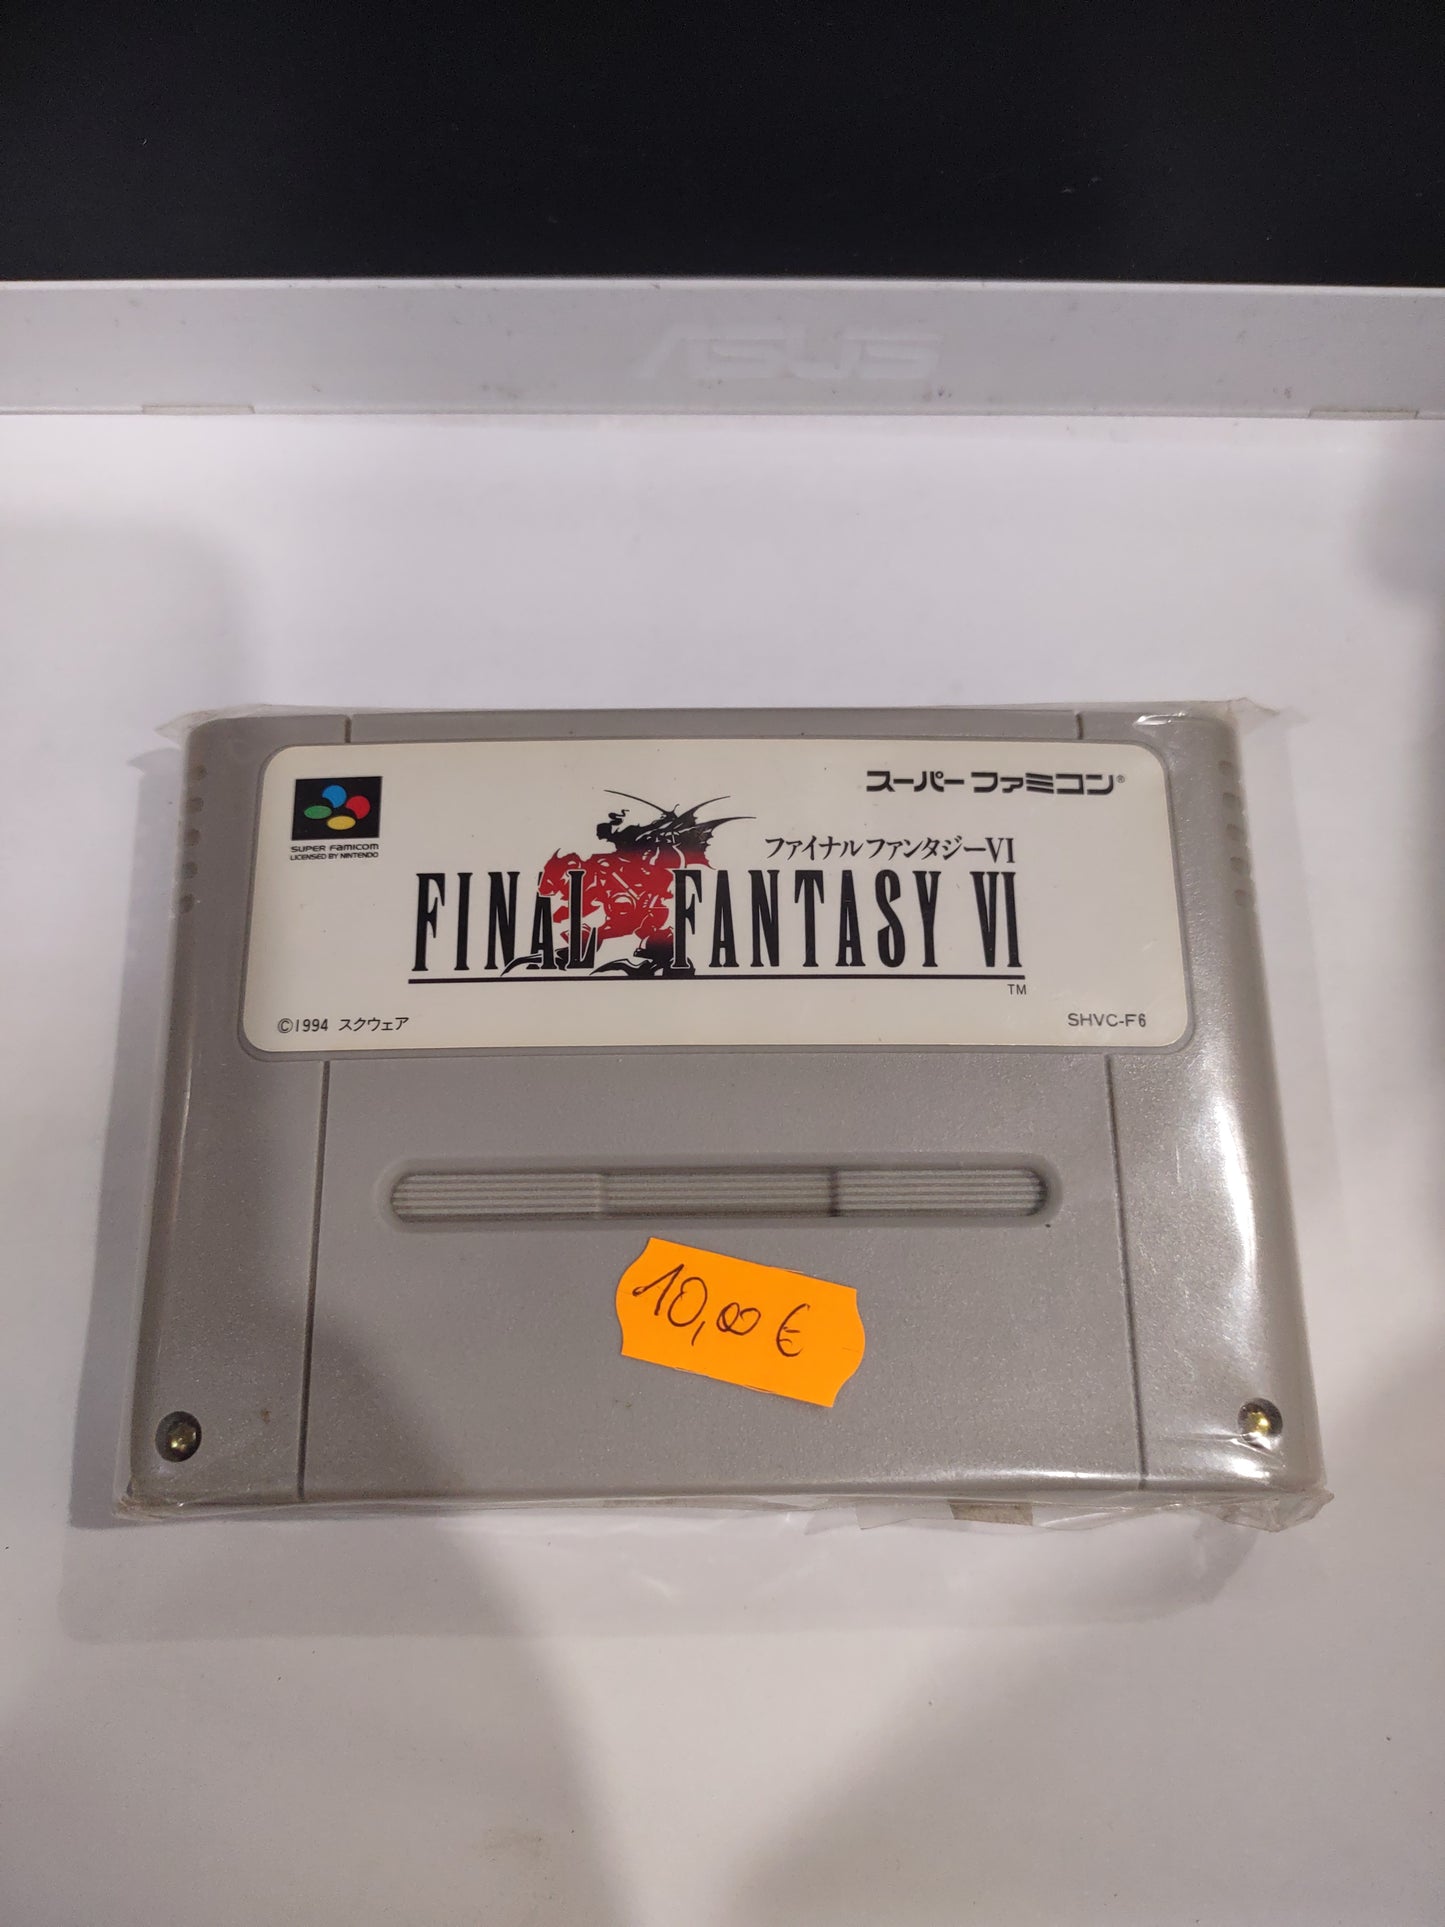 ASUS
スーパーファミコン®
SUPER FAMICOM
LICENSED BY NINTENDO
ファイナルファンタジーVI
FINAL FANTASY VI
TM
©1994 スクウェア
SHVC-F6
10,00 €